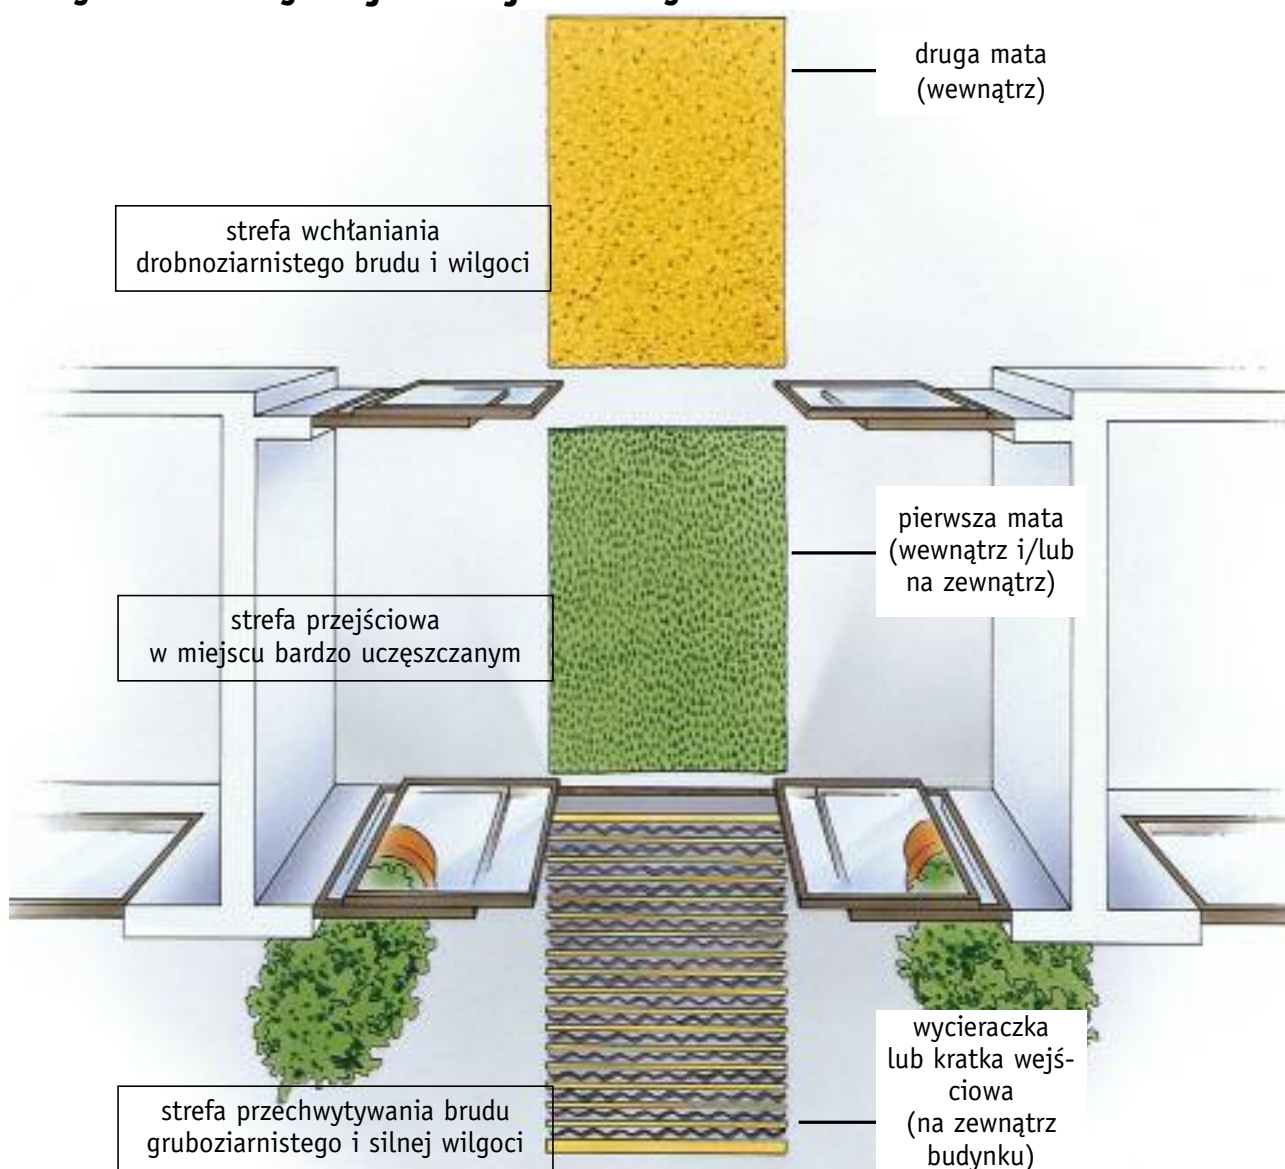 druga mata
(wewnątrz)
strefa wchłaniania
drobnoziarnistego brudu i wilgoci
pierwsza mata
(wewnątrz i/lub
na zewnątrz)
strefa przejściowa
w miejscu bardzo uczęszczanym
wycieraczka
lub kratka wejś-
ciowa
(na zewnątrz
budynku)
strefa przechwytywania brudu
gruboziarnistego i silnej wilgoci